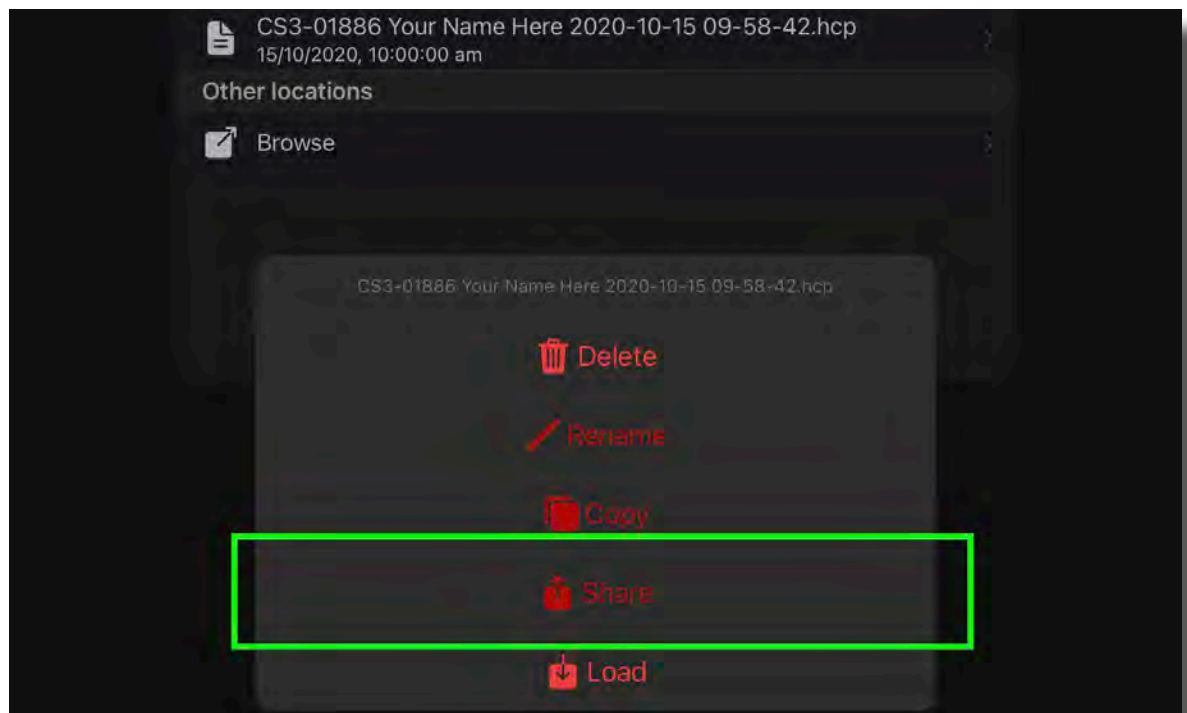 CS3-01886 Your Name Here 2020-10-15 09-58-42.hcp
15/10/2020, 10:00:00 am
Other locations
Browse
CS3-01886 Your Name Here 2020-10-15 09-58-42.hcp
Delete
Rename
Copy
Share
Load